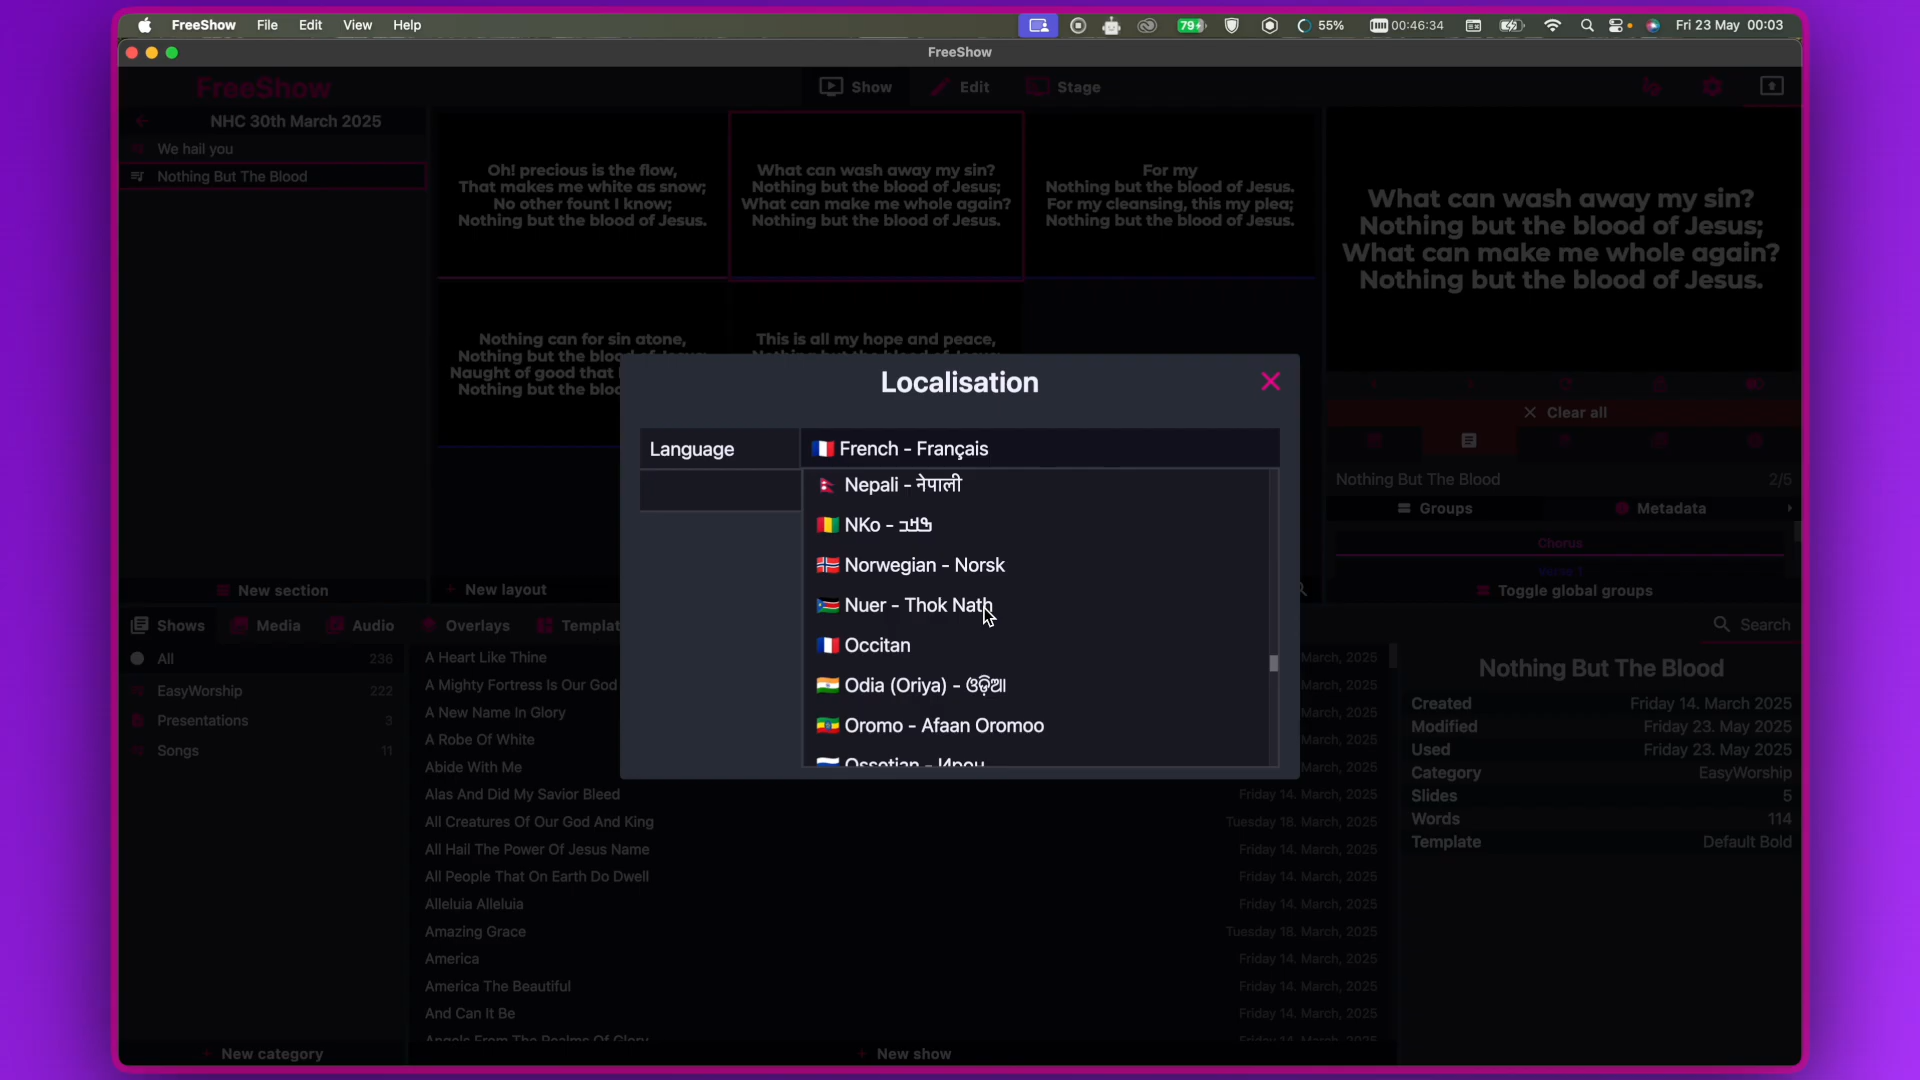 FreeShow File Edit View Help
79
55%
00:46:34
Fri 23 May 00:03
FreeShow
FreeShow
Show
Edit
Stage
NHC 30th March 2025
We hail you
Nothing But The Blood
Oh! precious is the flow,
That makes me white as snow;
No other fount I know;
Nothing but the blood of Jesus.
What can wash away my sin?
Nothing but the blood of Jesus;
What can make me whole again?
Nothing but the blood of Jesus.
For my
Nothing but the blood of Jesus.
For my cleansing, this my plea;
Nothing but the blood of Jesus.
Nothing can for sin atone,
Nothing but the
Naught of good that
Nothing but the
This is all my hope and peace,
What can wash away my sin?
Nothing but the blood of Jesus;
What can make me whole again?
Nothing but the blood of Jesus.
Clear all
Nothing But The Blood 2/5
Groups
Metadata
Chorus
Verse 1
Toggle global groups
New section
New layout
Localisation
Language
French - Français
Nepali - नेपाली
NKo -
Norwegian - Norsk
Nuer - Thok Nath
Occitan
Odia (Oriya) - ଓଡ଼ିଆ
Oromo - Afaan Oromoo
Ossetian - Ирон
Shows
Media
Audio
Overlays
Search
All 236
EasyWorship 222
Presentations 3
Songs 11
New category
A Heart Like Thine March, 2025
A Mighty Fortress Is Our God March, 2025
A New Name In Glory March, 2025
A Robe Of White March, 2025
Abide With Me March, 2025
Alas And Did My Savior Bleed Friday 14. March, 2025
All Creatures Of Our God And King Tuesday 18. March, 2025
All Hail The Power Of Jesus Name Friday 14. March, 2025
All People That On Earth Do Dwell Friday 14. March, 2025
Alleluia Alleluia Friday 14. March, 2025
Amazing Grace Tuesday 18. March, 2025
America Friday 14. March, 2025
America The Beautiful Friday 14. March, 2025
And Can It Be Friday 14. March, 2025
Angels From The Realms Of Glory Friday 14. March, 2025
New show
Nothing But The Blood
Created Friday 14. March 2025
Modified Friday 23. May 2025
Used Friday 23. May 2025
Category EasyWorship
Slides 5
Words 114
Template Default Bold